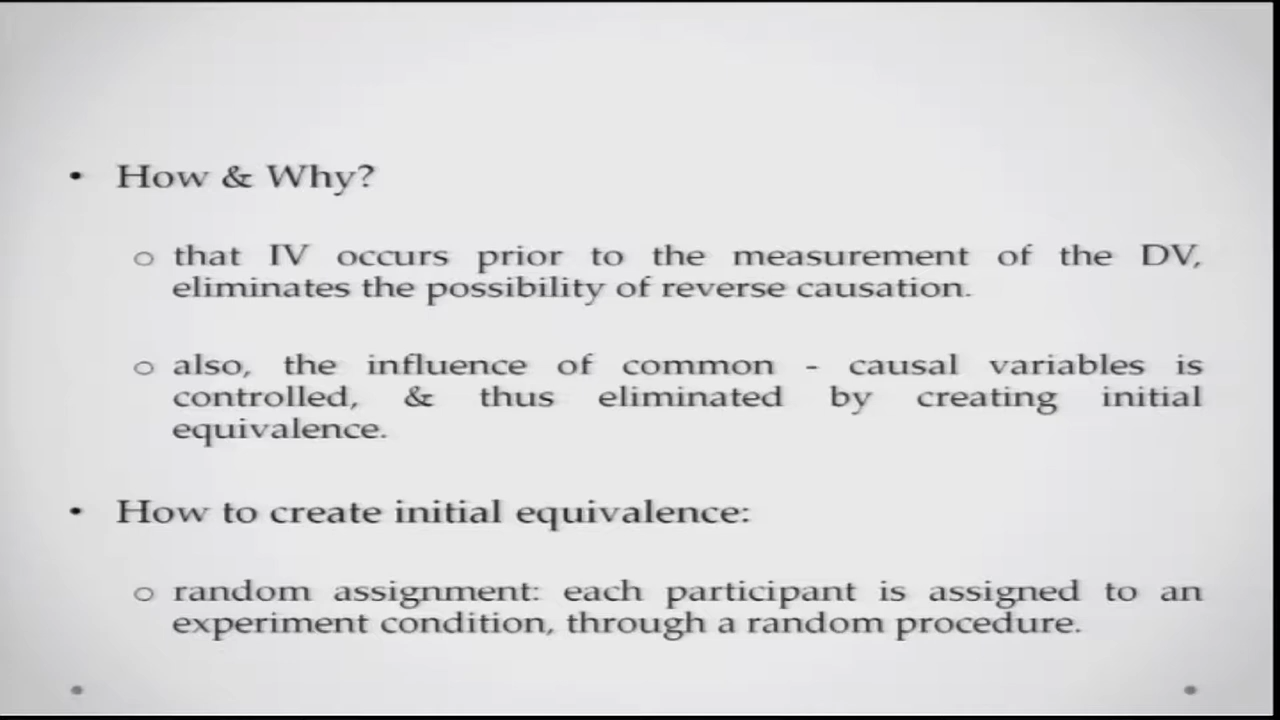 • How & Why?
o that IV occurs prior to the measurement of the DV,
eliminates the possibility of reverse causation.
o also, the influence of common - causal variables is
controlled, & thus eliminated by creating initial
equivalence.
• How to create initial equivalence:
o random assignment: each participant is assigned to an
experiment condition, through a random procedure.